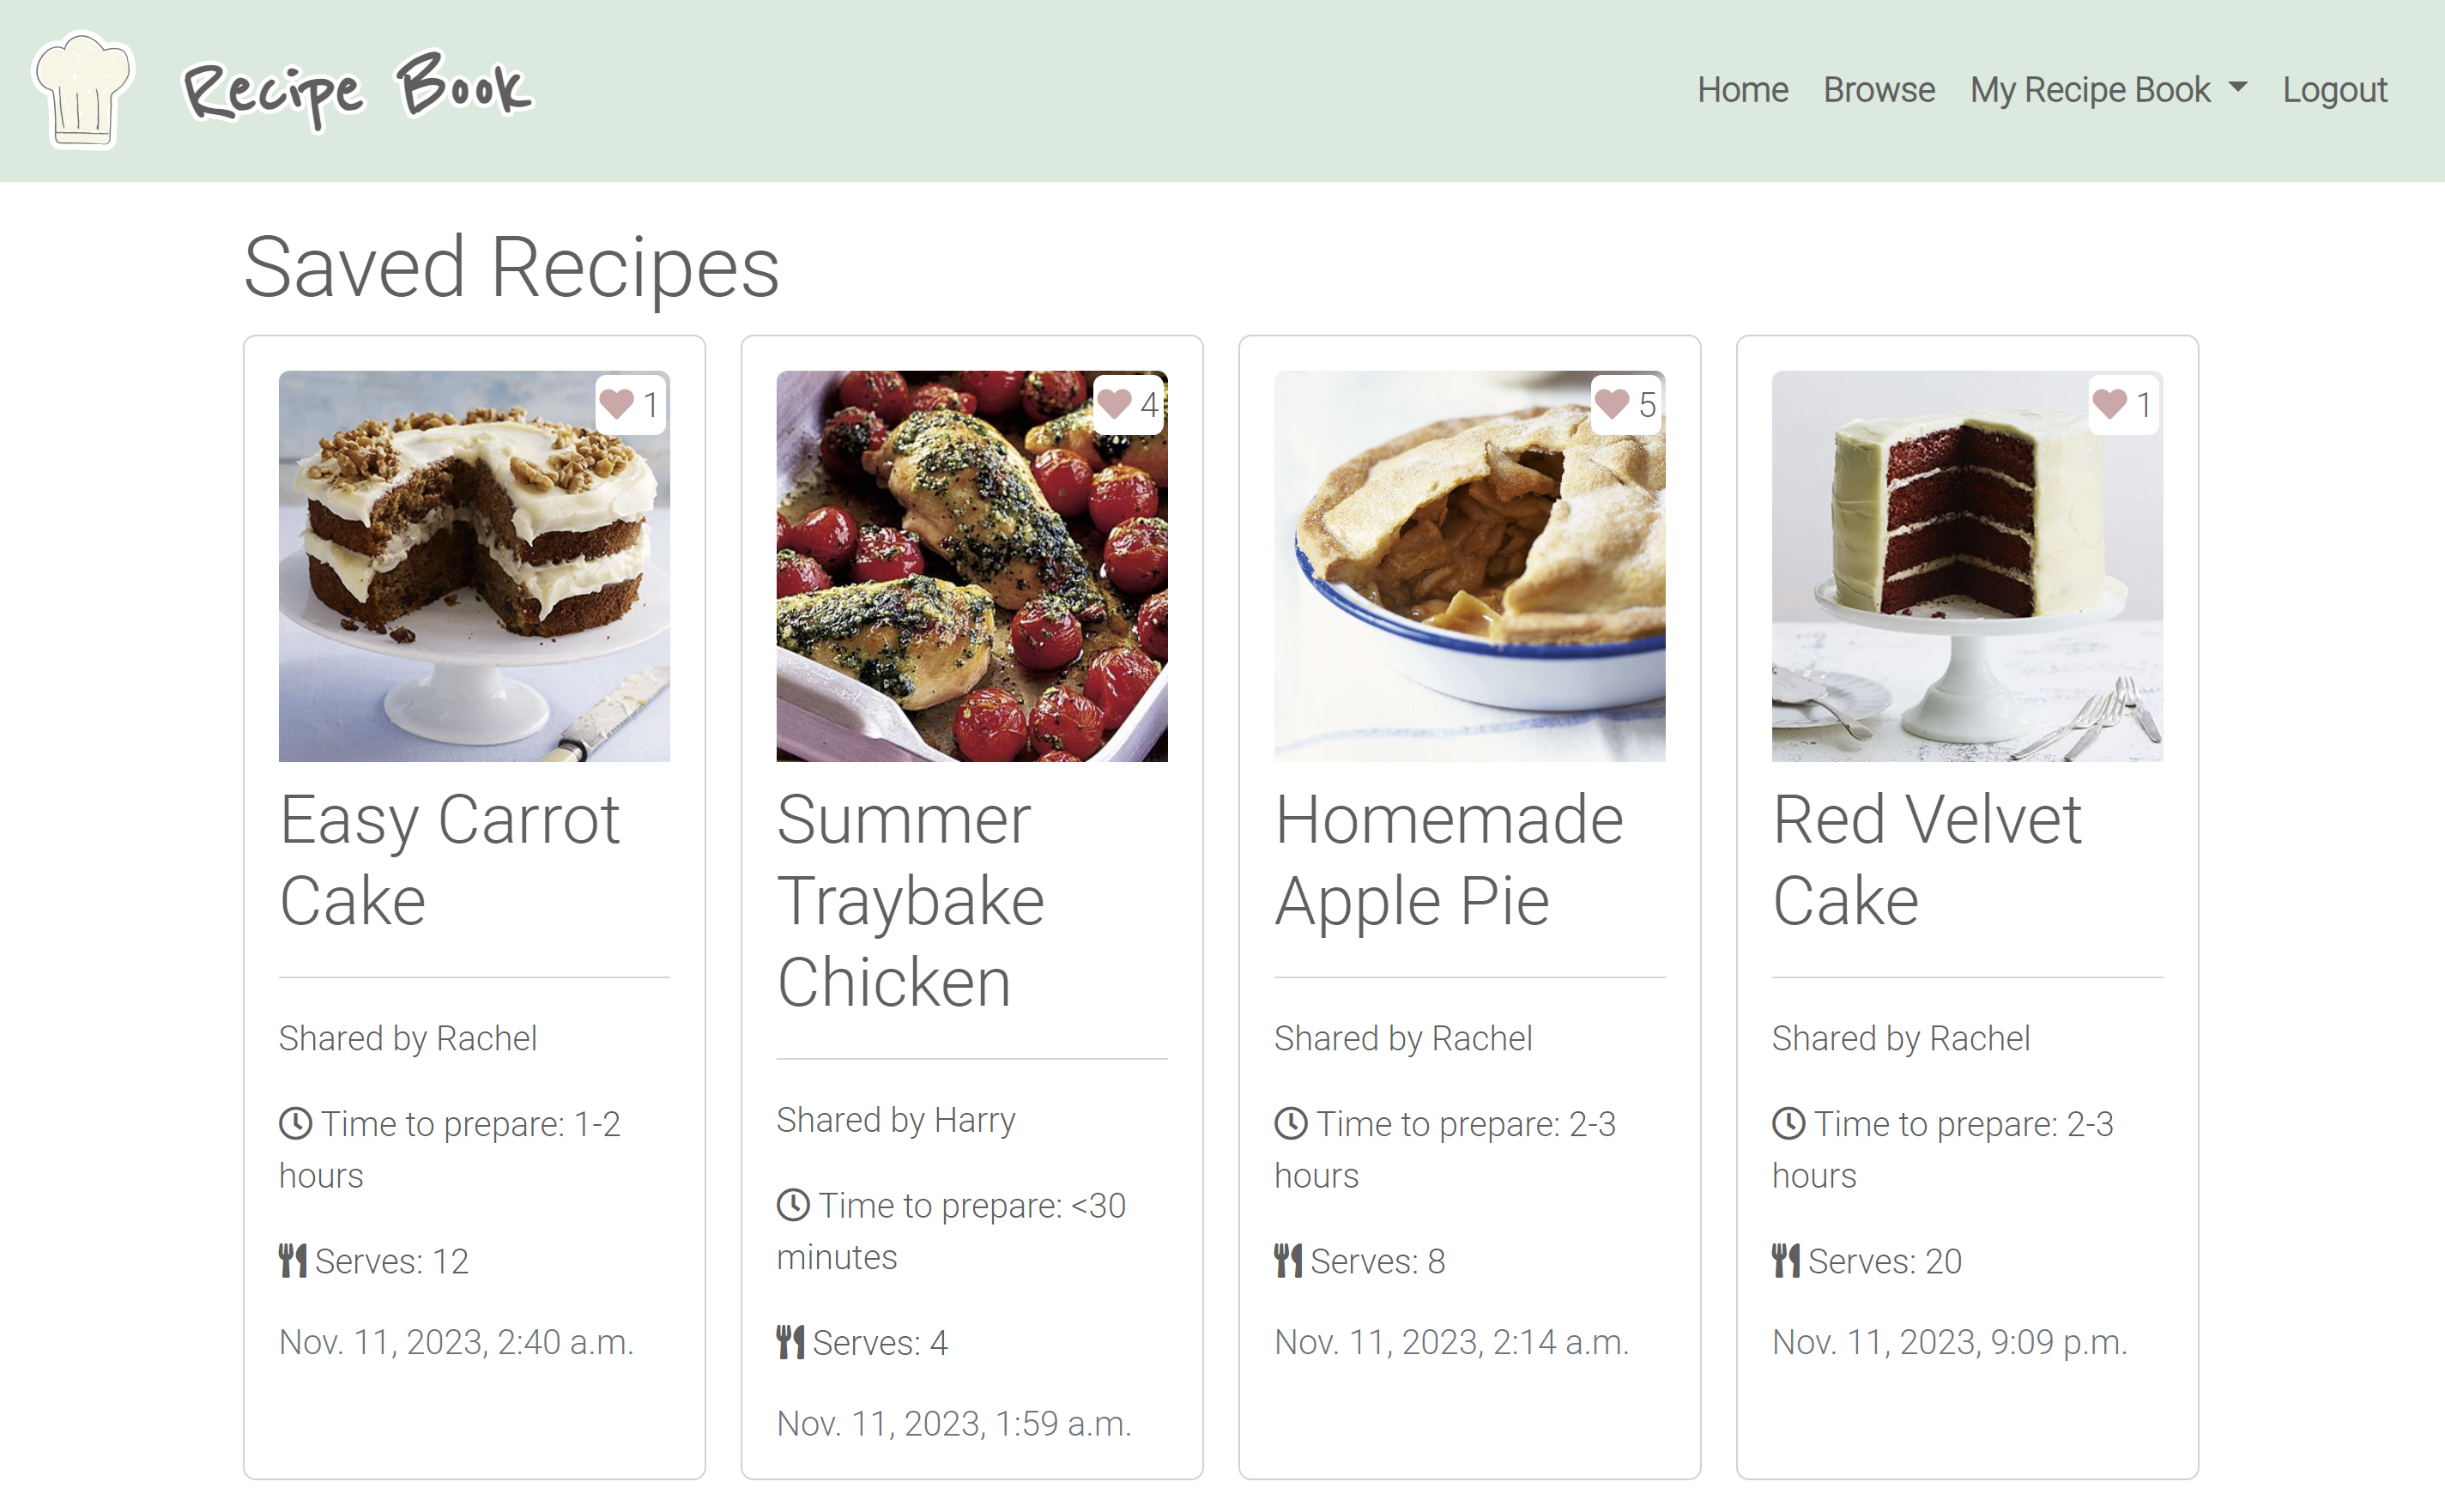 Recipe Book
Home Browse My Recipe Book Logout
Saved Recipes
1
Easy Carrot
Cake
Shared by Rachel
Time to prepare: 1-2
hours
Serves: 12
Nov. 11, 2023, 2:40 a.m.
4
Summer
Traybake
Chicken
Shared by Harry
Time to prepare: <30
minutes
Serves: 4
Nov. 11, 2023, 1:59 a.m.
5
Homemade
Apple Pie
Shared by Rachel
Time to prepare: 2-3
hours
Serves: 8
Nov. 11, 2023, 2:14 a.m.
1
Red Velvet
Cake
Shared by Rachel
Time to prepare: 2-3
hours
Serves: 20
Nov. 11, 2023, 9:09 p.m.